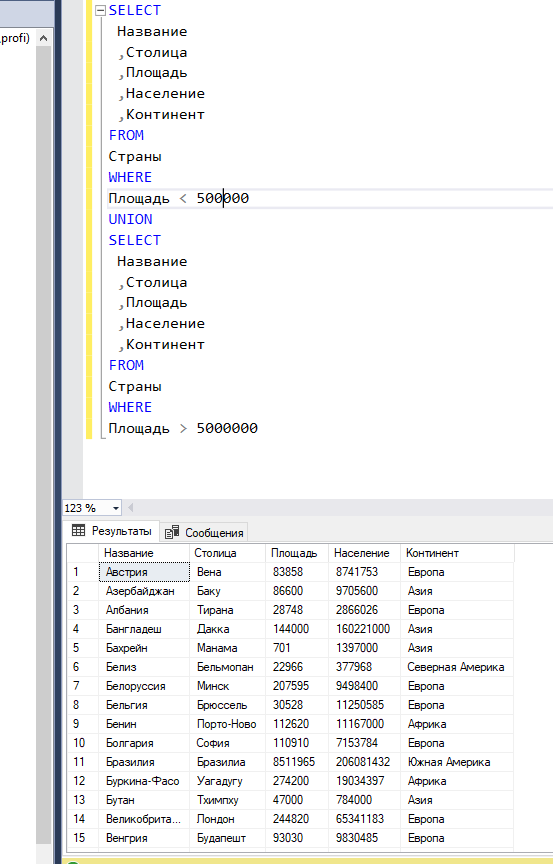 SELECT
profi)
Название
,Столица
,Площадь
,Население
,Континент
FROM
Страны
WHERE
Площадь < 500000
UNION
SELECT
Название
,Столица
,Площадь
,Население
,Континент
FROM
Страны
WHERE
Площадь > 5000000
123 %
Результаты Сообщения
Название Столица Площадь Население Континент
1 Австрия Вена 83858 8741753 Европа
2 Азербайджан Баку 86600 9705600 Азия
3 Албания Тирана 28748 2866026 Европа
4 Бангладеш Дакка 144000 160221000 Азия
5 Бахрейн Манама 701 1397000 Азия
6 Белиз Бельмопан 22966 377968 Северная Америка
7 Белоруссия Минск 207595 9498400 Европа
8 Бельгия Брюссель 30528 11250585 Европа
9 Бенин Порто-Ново 112620 11167000 Африка
10 Болгария София 110910 7153784 Европа
11 Бразилия Бразилиа 8511965 206081432 Южная Америка
12 Буркина-Фасо Уагадугу 274200 19034397 Африка
13 Бутан Тхимпху 47000 784000 Азия
14 Великобрита... Лондон 244820 65341183 Европа
15 Венгрия Будапешт 93030 9830485 Европа